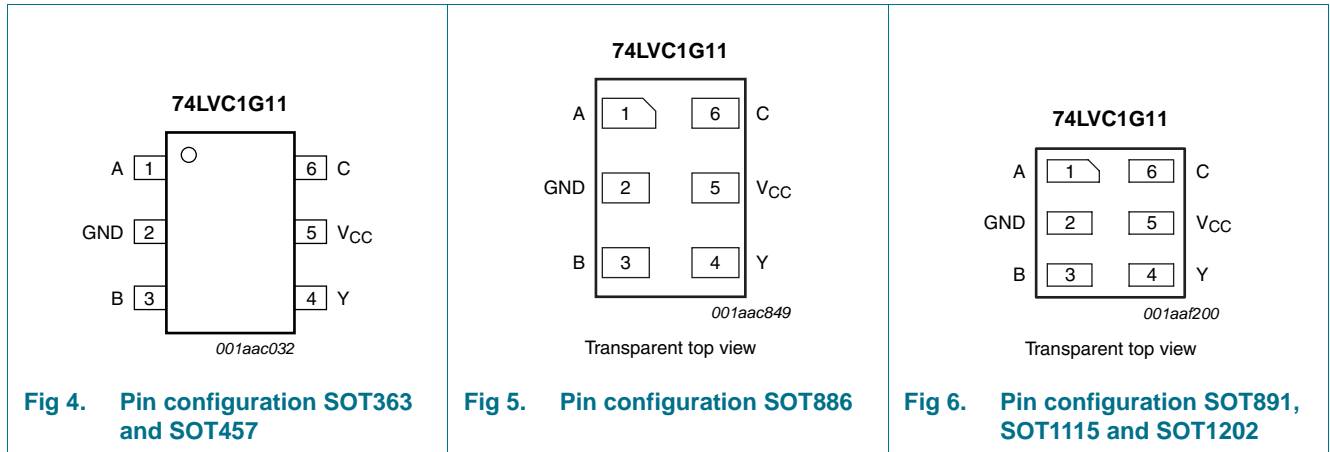 74LVC1G11
A 1 6 C
GND 2 5 VCC
B 3 4 Y
001aac032
Fig 4. Pin configuration SOT363
and SOT457
74LVC1G11
A 1 6 C
GND 2 5 VCC
B 3 4 Y
001aac849
Transparent top view
Fig 5. Pin configuration SOT886
74LVC1G11
A 1 6 C
GND 2 5 VCC
B 3 4 Y
001aaf200
Transparent top view
Fig 6. Pin configuration SOT891,
SOT1115 and SOT1202